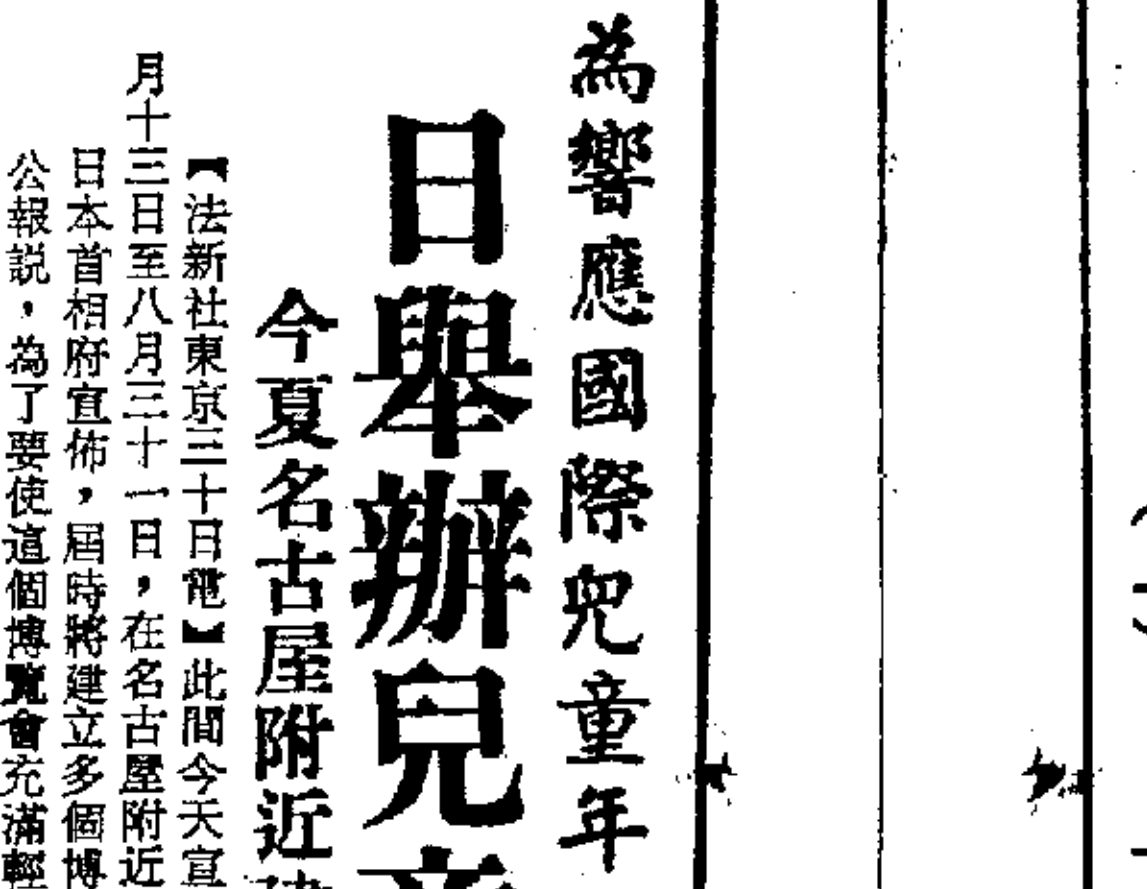 為響應國際兒童年
日舉辦兒
今夏名古屋附近
【法新社東京三十日電】此間今天宣
月十三日至八月三十一日，在名古屋附近
日本首相府宣佈，屆時將建立多個博
公報説，為了要使這個博覽會充滿輕